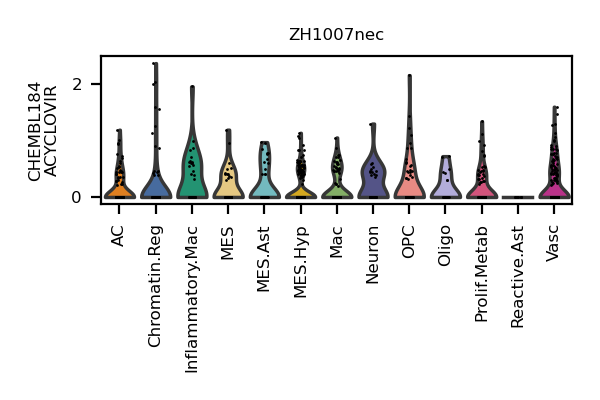 ZH1007nec
CHEMBL184
ACYCLOVIR
2
0
AC
Chromatin.Reg
Inflammatory.Mac
MES
MES.Ast
MES.Hyp
Mac
Neuron
OPC
Oligo
Prolif.Metab
Reactive.Ast
Vasc